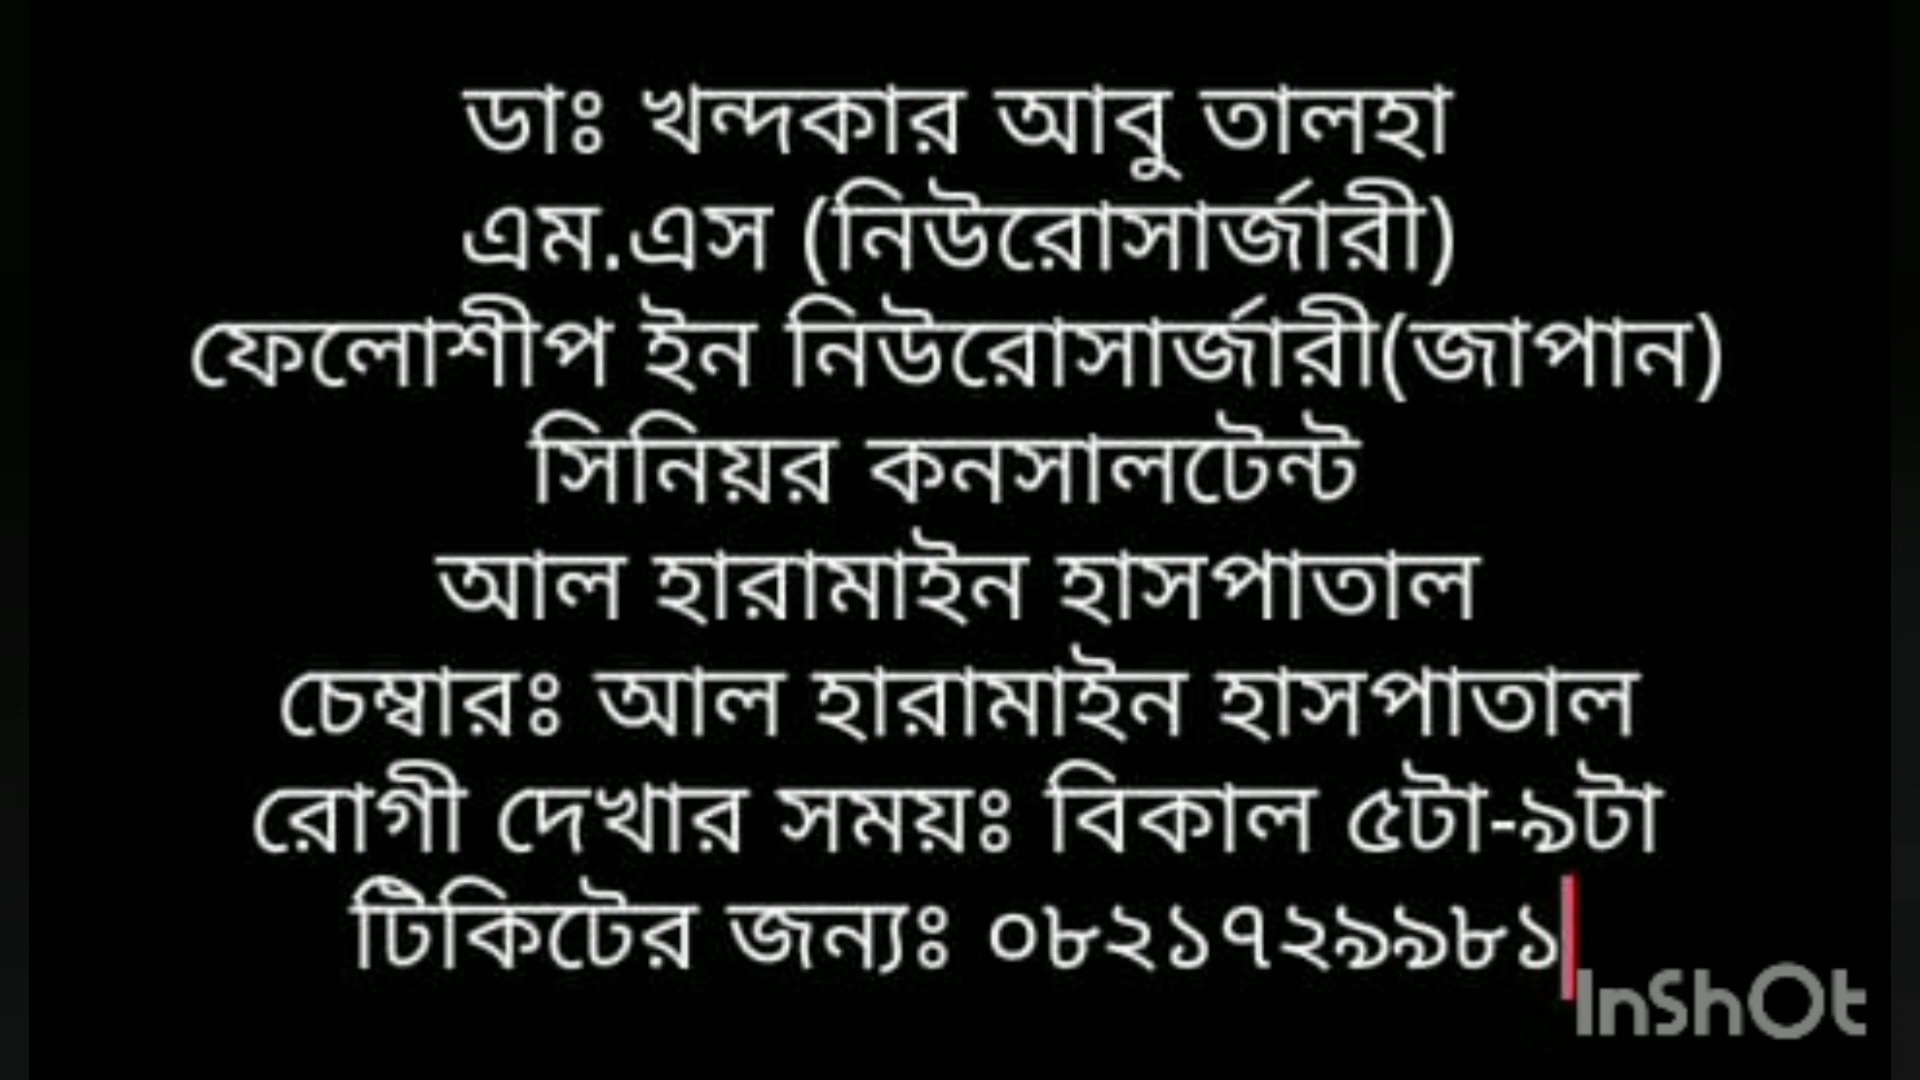 ডাঃ খন্দকার আবু তালহা
এম.এস (নিউরোসার্জারী)
ফেলোশীপ ইন নিউরোসার্জারী(জাপান)
সিনিয়র কনসালটেন্ট
আল হারামাইন হাসপাতাল
চেম্বারঃ আল হারামাইন হাসপাতাল
রোগী দেখার সময়ঃ বিকাল ৫টা-৯টা
টিকিটের জন্যঃ ০৮২১৭২৯৯৮১
InShOt